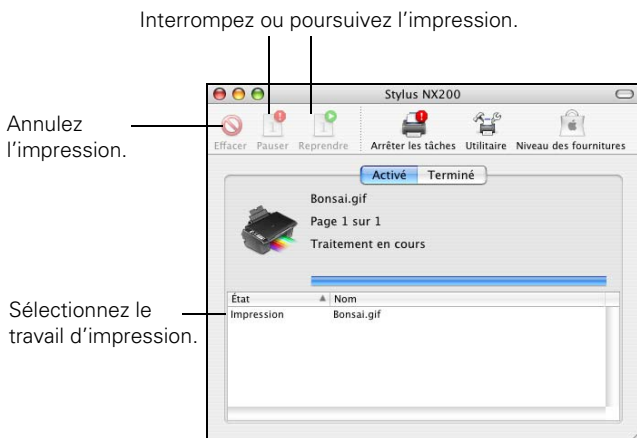 Interrompez ou poursuivez l’impression.
Stylus NX200
Annulez
l’impression.
Effacer Pauser Reprendre Arrêter les tâches Utilitaire Niveau des fournitures
Activé Terminé
Bonsai.gif
Page 1 sur 1
Traitement en cours
Sélectionnez le
travail d’impression.
État Nom
Impression Bonsai.gif